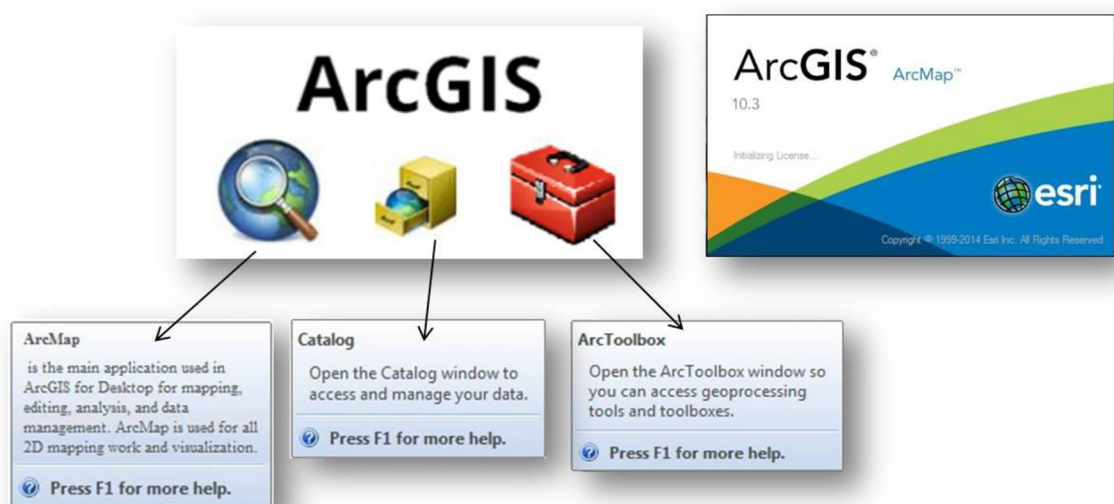 ArcGIS
ArcGIS® ArcMap™
10.3
Initializing License...
esri
Copyright © 1999-2014 Esri Inc. All Rights Reserved
ArcMap
is the main application used in
ArcGIS for Desktop for mapping,
editing, analysis, and data
management. ArcMap is used for all
2D mapping work and visualization.
Press F1 for more help.
Catalog
Open the Catalog window to
access and manage your data.
Press F1 for more help.
ArcToolbox
Open the ArcToolbox window so
you can access geoprocessing
tools and toolboxes.
Press F1 for more help.